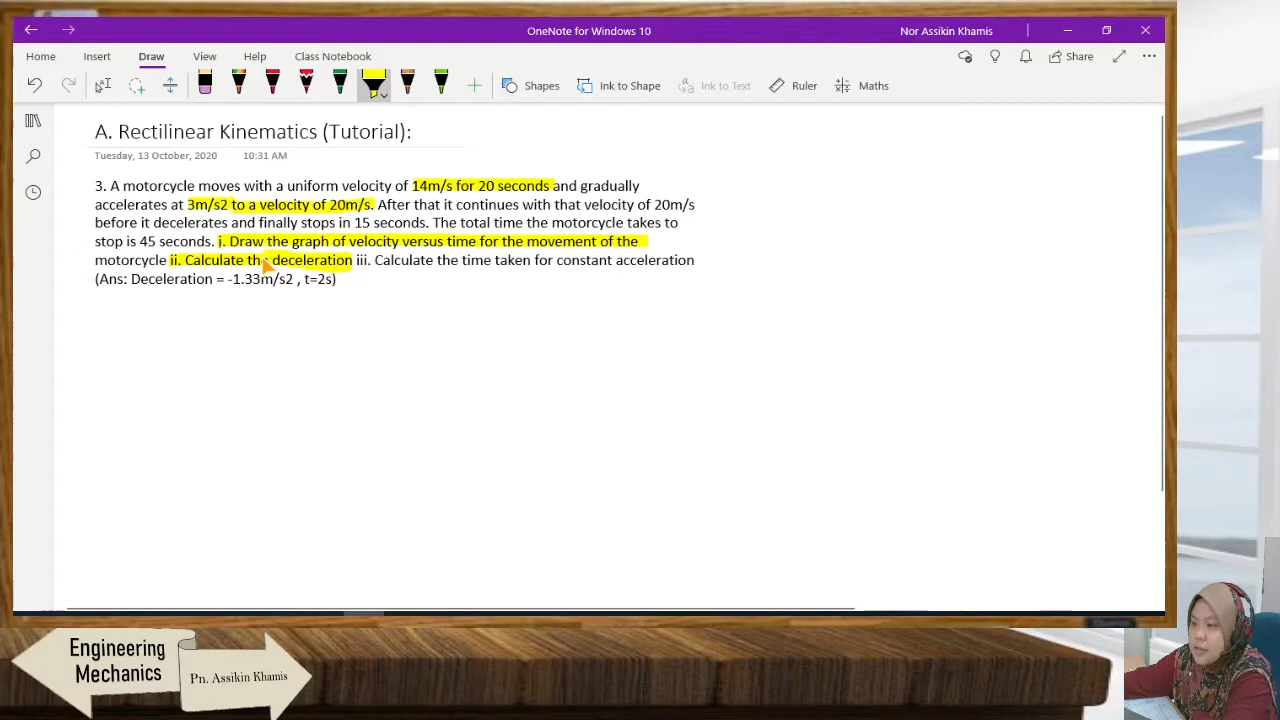 OneNote for Windows 10
Nor Assikin Khamis
Home Insert Draw View Help Class Notebook
Share
Shapes Ink to Shape Ink to Text Ruler Maths
A. Rectilinear Kinematics (Tutorial):
Tuesday, 13 October, 2020 10:31 AM
3. A motorcycle moves with a uniform velocity of 14m/s for 20 seconds and gradually
accelerates at 3m/s2 to a velocity of 20m/s. After that it continues with that velocity of 20m/s
before it decelerates and finally stops in 15 seconds. The total time the motorcycle takes to
stop is 45 seconds. i. Draw the graph of velocity versus time for the movement of the
motorcycle ii. Calculate the deceleration iii. Calculate the time taken for constant acceleration
(Ans: Deceleration = -1.33m/s2 , t=2s)
Engineering
Mechanics
Pn. Assikin Khamis